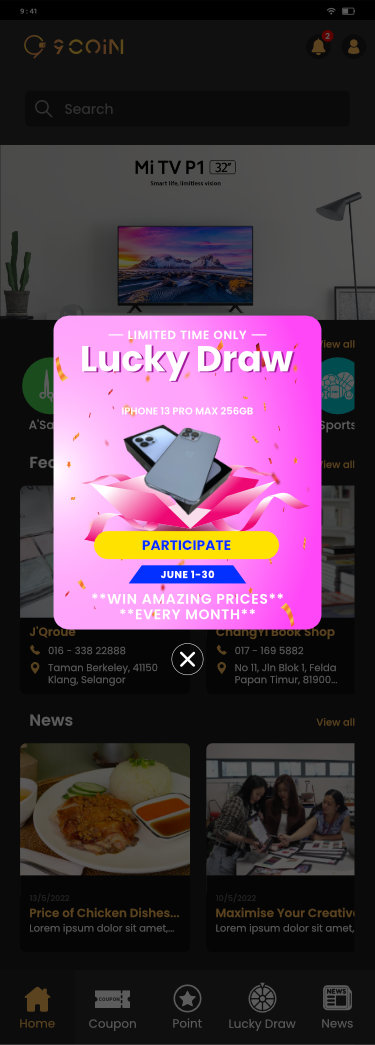 9:41
9COiN
2
Search
Mi TV P1 32"
Smart life, limitless vision
LIMITED TIME ONLY
Lucky Draw
View all
A'Sa
Sports
IPHONE 13 PRO MAX 256GB
View all
PARTICIPATE
JUNE 1-30
**WIN AMAZING PRICES**
**EVERY MONTH**
J'Qroue
ChangYi Book Shop
016 - 338 22888
017 - 169 5882
Taman Berkeley, 41150
Klang, Selangor
No 11, Jln Blok 1, Felda
Papan Timur, 81900...
News
View all
13/5/2022
10/5/2022
Price of Chicken Dishes...
Maximise Your Creativ
Lorem ipsum dolor sit amet,...
Lorem ipsum dolor sit amet,
COUPON
NEWS
Home
Coupon
Point
Lucky Draw
News